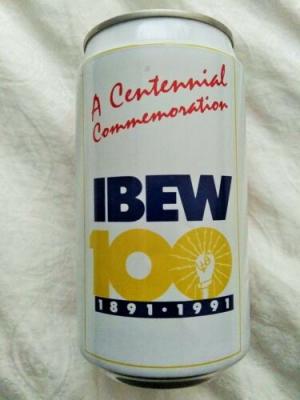 A Centennial
Commemoration
IBEW
100
1891·1991